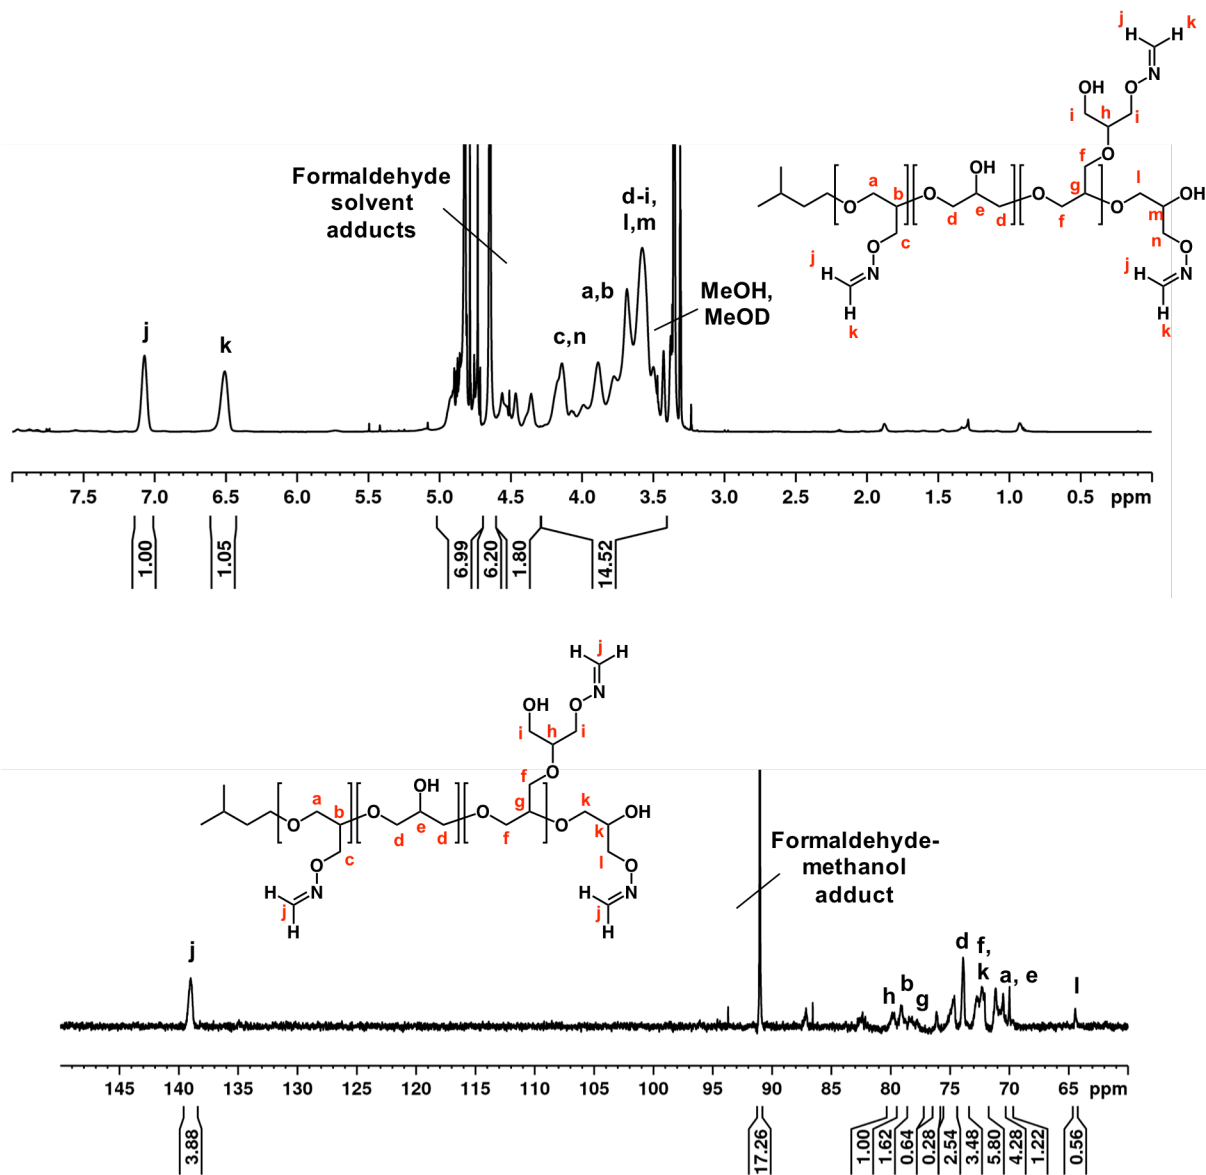 j
k
H
H
N
O
OH
h
i
i
O
f
OH
a
b
g
l
O
O
O
O
OH
d
e
d
f
m
c
n
O
O
j
H
N
j
H
N
H
H
k
k
Formaldehyde
solvent
adducts
d-i,
l,m
a,b
MeOH,
MeOD
c,n
j
k
7.5 7.0 6.5 6.0 5.5 5.0 4.5 4.0 3.5 3.0 2.5 2.0 1.5 1.0 0.5 ppm
1.00
1.05
6.99
6.20
1.80
14.52
j
H
H
N
O
OH
i
h
i
O
f
OH
a
b
g
k
O
O
O
O
OH
d
e
d
f
k
c
l
O
O
H
N
H
N
j
j
H
H
Formaldehyde-
methanol
adduct
j
d
f,
k
a, e
h
b
g
l
145 140 135 130 125 120 115 110 105 100 95 90 85 80 75 70 65 ppm
3.88
17.26
1.00
1.62
0.64
0.28
2.54
3.48
5.80
4.28
1.22
0.56